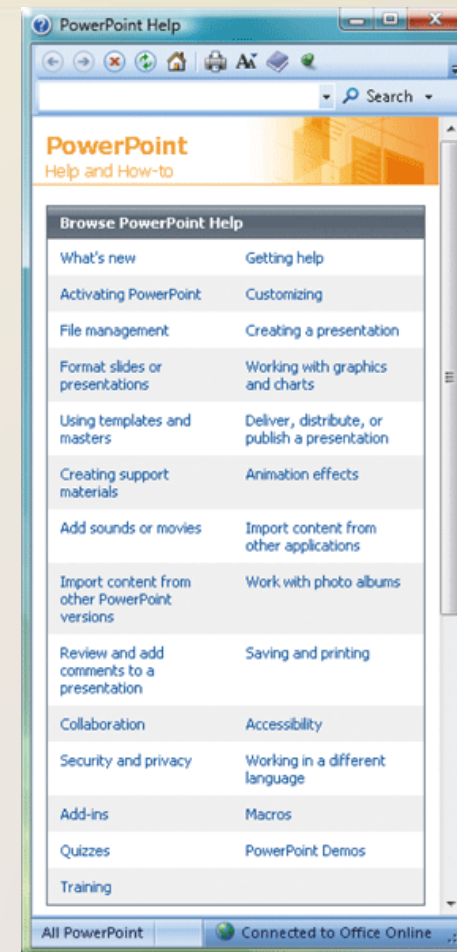 PowerPoint Help
Search
PowerPoint
Help and How-to
Browse PowerPoint Help
What's new
Getting help
Activating PowerPoint
Customizing
File management
Creating a presentation
Format slides or
presentations
Working with graphics
and charts
Using templates and
masters
Deliver, distribute, or
publish a presentation
Creating support
materials
Animation effects
Add sounds or movies
Import content from
other applications
Import content from
other PowerPoint
versions
Work with photo albums
Review and add
comments to a
presentation
Saving and printing
Collaboration
Accessibility
Security and privacy
Working in a different
language
Add-ins
Macros
Quizzes
PowerPoint Demos
Training
All PowerPoint
Connected to Office Online